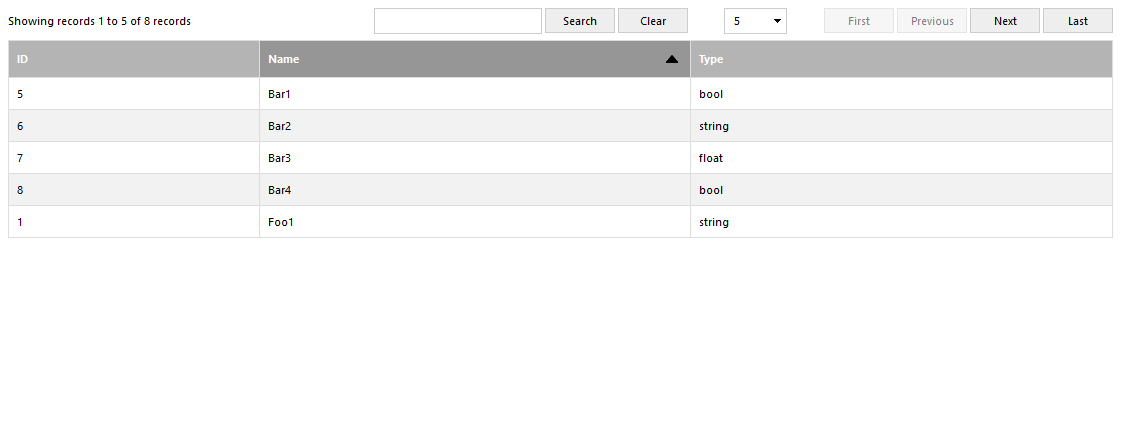 Showing records 1 to 5 of 8 records Search Clear 5 First Previous Next Last
ID Name Type
5 Bar1 bool
6 Bar2 string
7 Bar3 float
8 Bar4 bool
1 Foo1 string